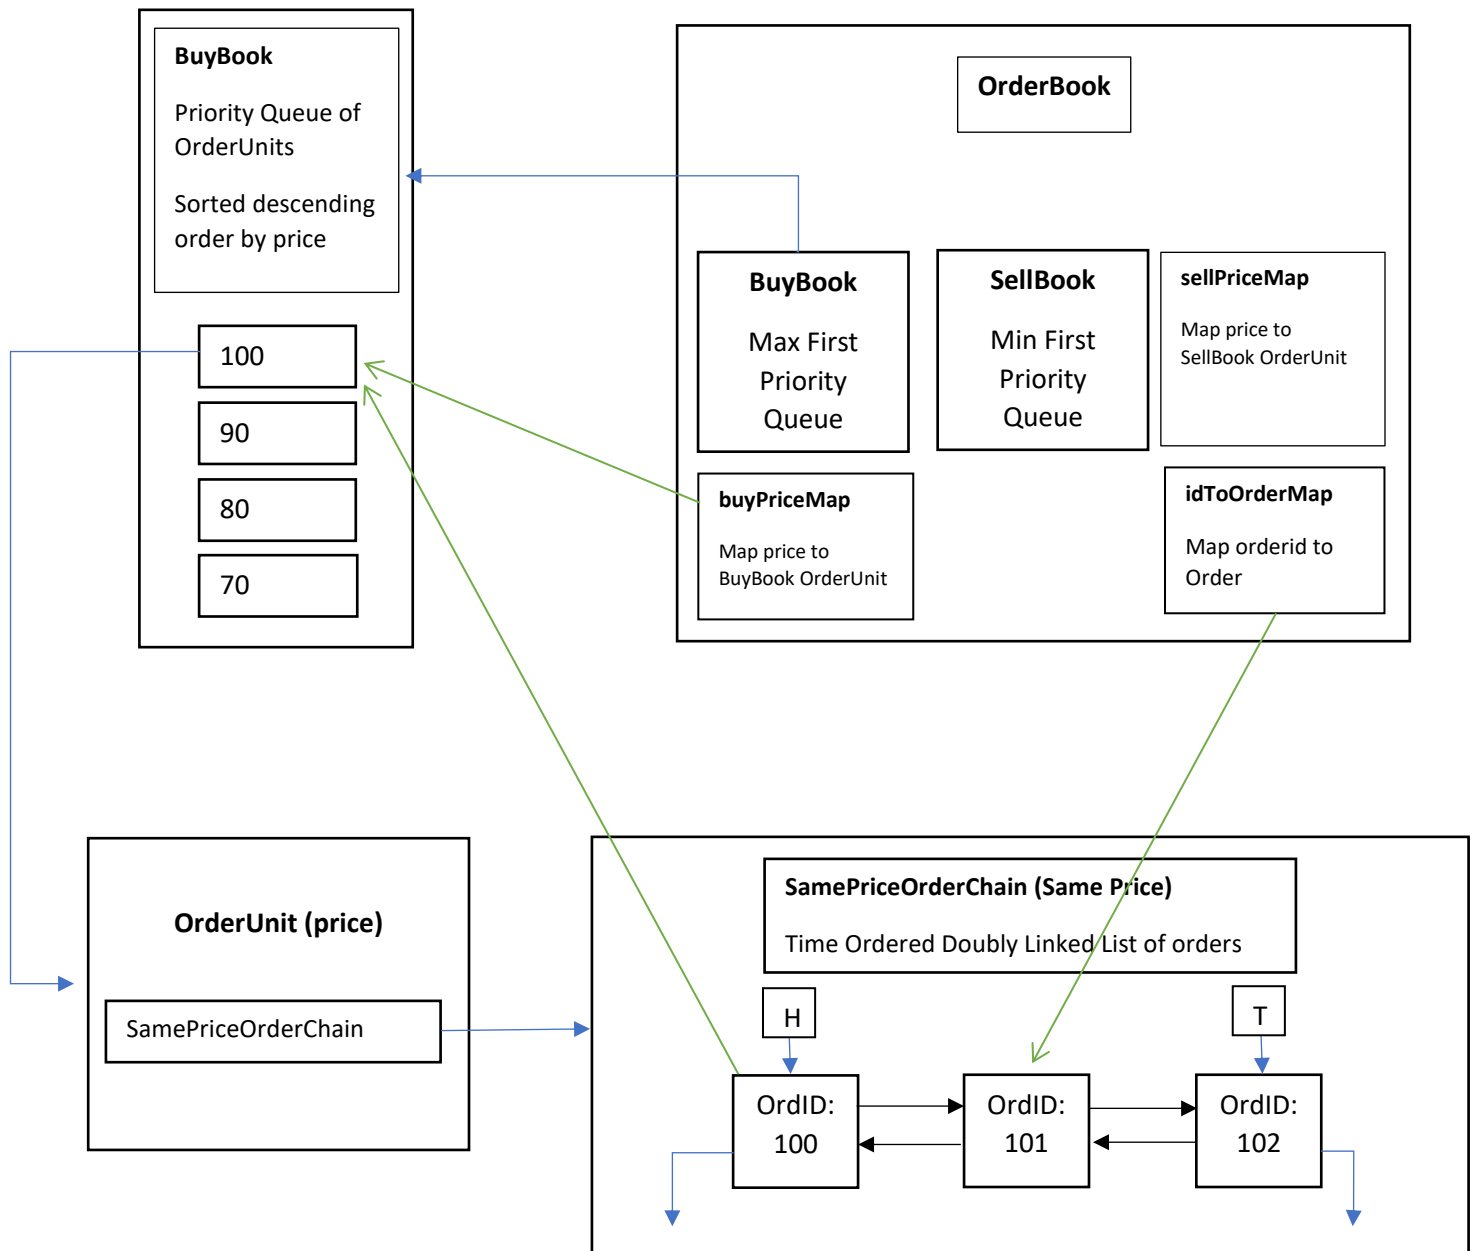 BuyBook
Priority Queue of
OrderUnits
Sorted descending
order by price
100
90
80
70
OrderBook
BuyBook
Max First
Priority
Queue
SellBook
Min First
Priority
Queue
sellPriceMap
Map price to
SellBook OrderUnit
buyPriceMap
Map price to
BuyBook OrderUnit
idToOrderMap
Map orderid to
Order
OrderUnit (price)
SamePriceOrderChain
SamePriceOrderChain (Same Price)
Time Ordered Doubly Linked List of orders
H
T
OrdID:
100
OrdID:
101
OrdID:
102